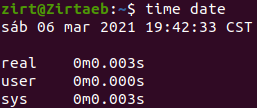 zirt@Zirtaeb:~$ time date
sáb 06 mar 2021 19:42:33 CST
real 0m0.003s
user 0m0.000s
sys 0m0.003s